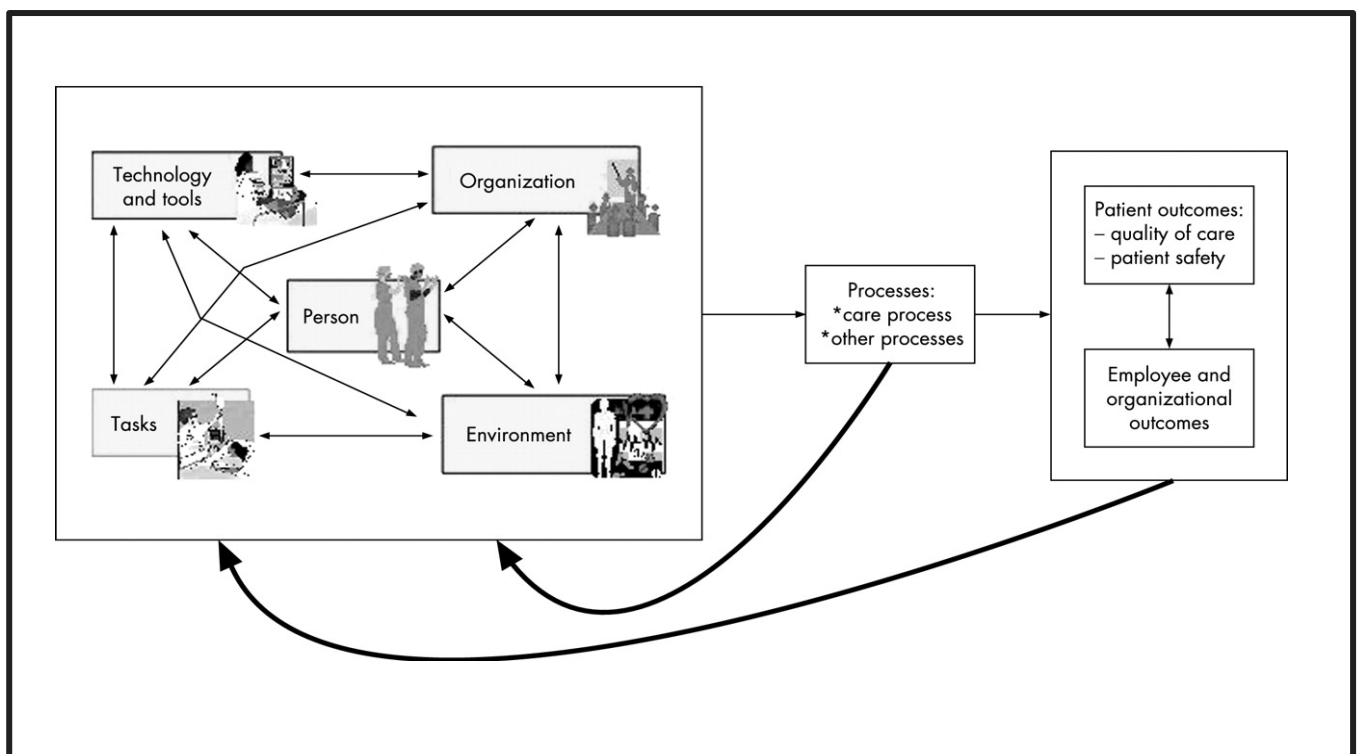 Technology
and tools
Organization
Person
Tasks
Environment
Processes:
*care process
*other processes
Patient outcomes:
– quality of care
– patient safety
Employee and
organizational
outcomes